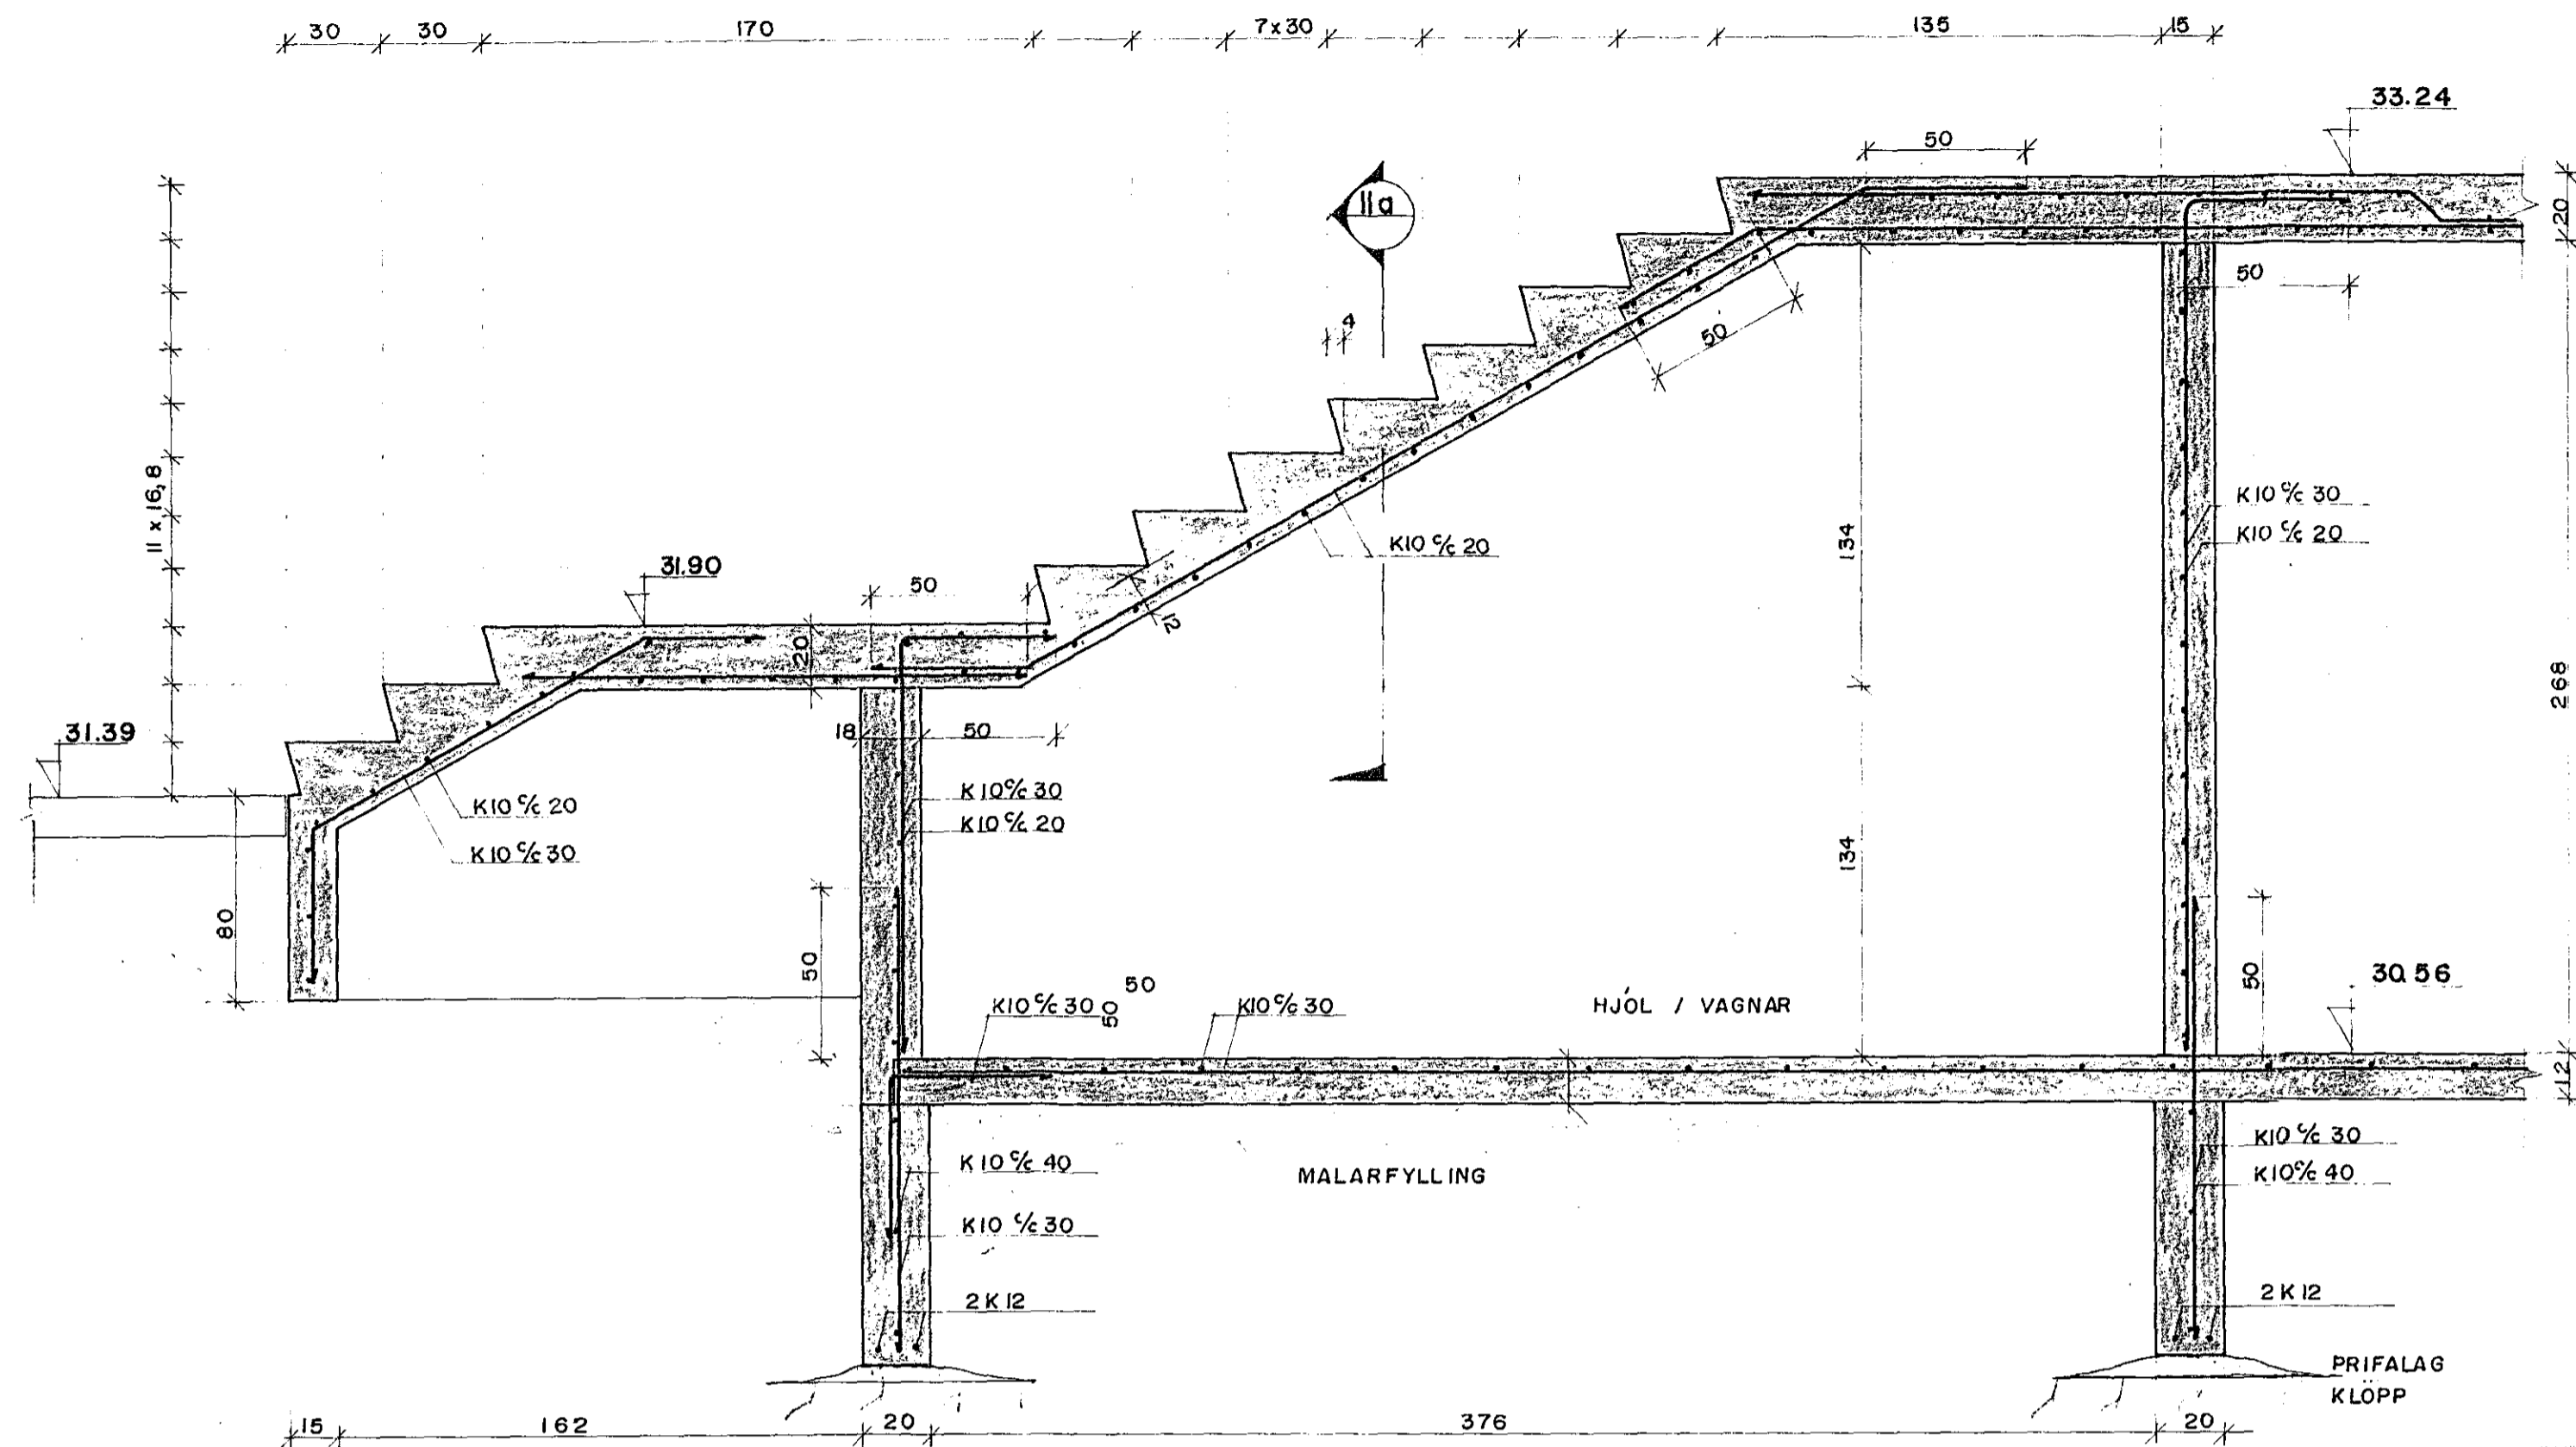 30 30 170 7x30 135 15
33.24
50
11a
20
50
4
50
11 x 16,8
K10 c/c 30
K10 c/c 20
K10 c/c 20
134
31.90
50
20
12
268
31.39
18 50
K10 c/c 20
K10 c/c 30
K10 c/c 30
K10 c/c 20
134
80
50
50
50
K10 c/c 30
50
K10 c/c 30
HJÓL / VAGNAR
30.56
12
K10 c/c 40
K10 c/c 30
MALARFYLLING
K10 c/c 30
K10 c/c 40
2 K 12
2 K 12
PRIFALAG
KLÖPP
15 162 20 376 20